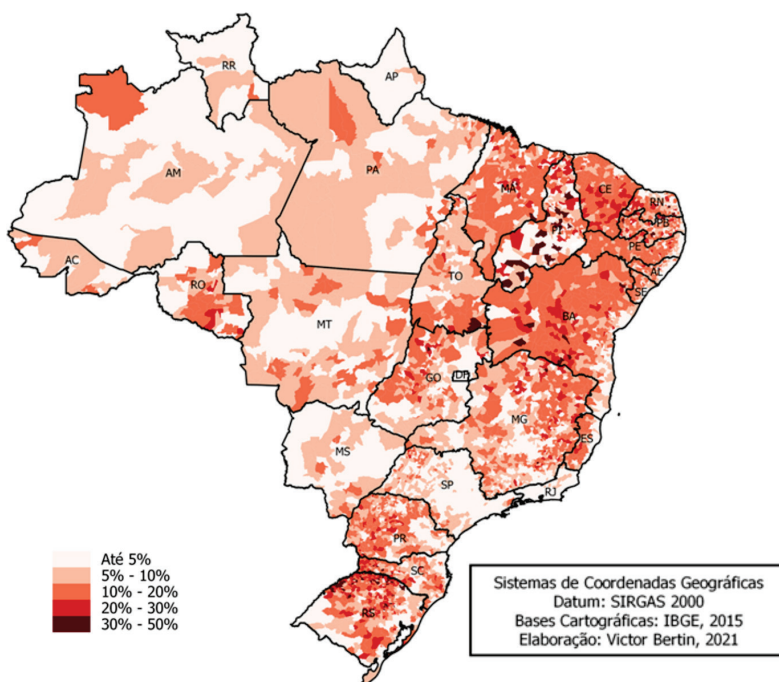 RR
AP
AM
PA
MA
CE
RN
PB
PI
PE
AC
AL
TO
SE
RO
BA
MT
GO
DF
MG
ES
MS
SP
RJ
PR
SC
RS
Até 5%
5% - 10%
10% - 20%
20% - 30%
30% - 50%
Sistemas de Coordenadas Geográficas
Datum: SIRGAS 2000
Bases Cartográficas: IBGE, 2015
Elaboração: Victor Bertin, 2021